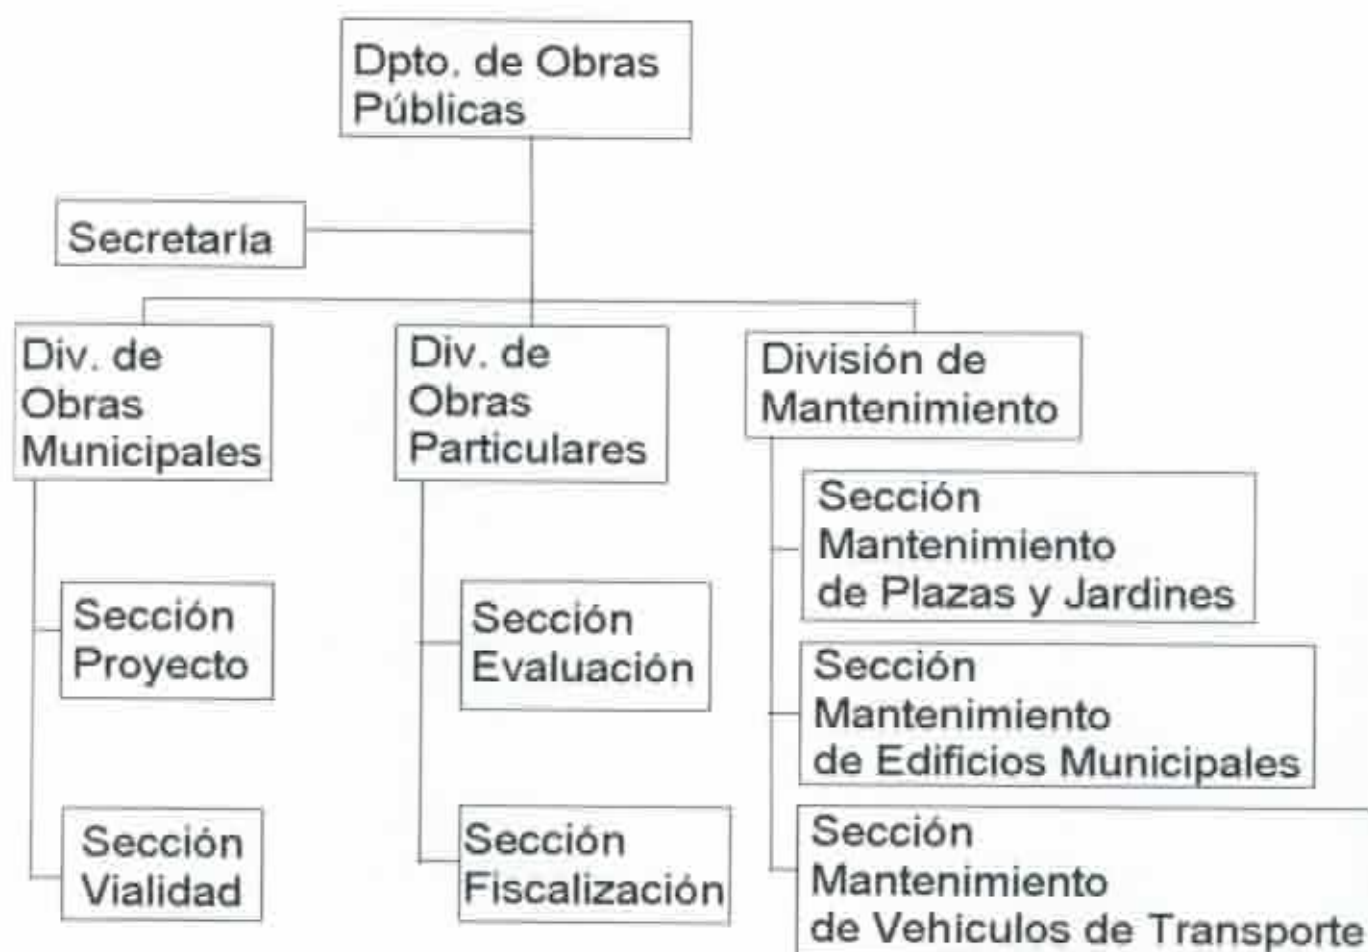 Dpto. de Obras
Públicas
Secretaría
Div. de
Obras
Municipales
Div. de
Obras
Particulares
División de
Mantenimiento
Sección
Proyecto
Sección
Vialidad
Sección
Evaluación
Sección
Fiscalización
Sección
Mantenimiento
de Plazas y Jardines
Sección
Mantenimiento
de Edificios Municipales
Sección
Mantenimiento
de Vehiculos de Transporte